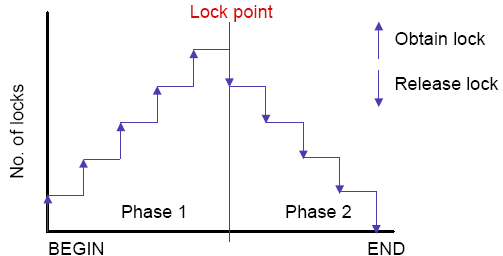 Lock point
Obtain lock
Release lock
No. of locks
Phase 1
Phase 2
BEGIN
END